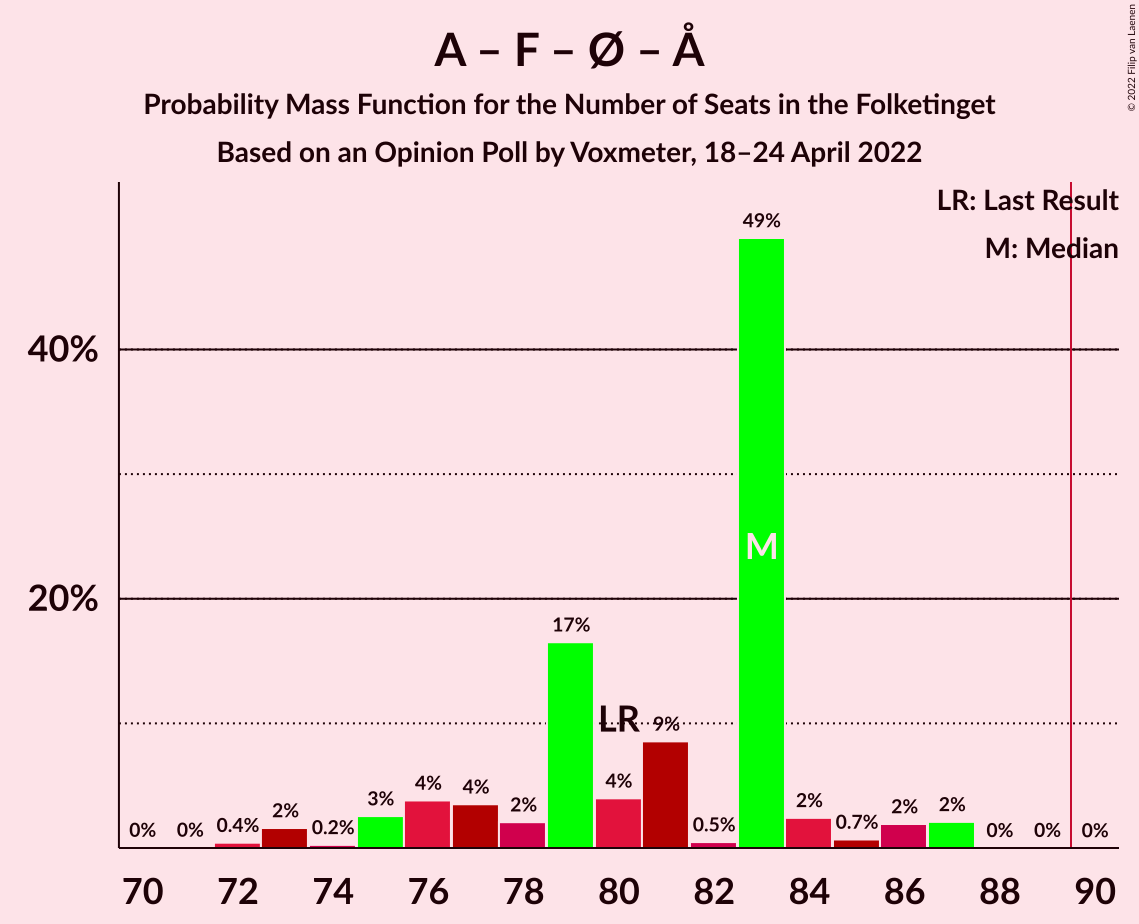 A – F – Ø – Å
Probability Mass Function for the Number of Seats in the Folketinget
Based on an Opinion Poll by Voxmeter, 18–24 April 2022
© 2022 Filip van Laenen
LR: Last Result
M: Median
49%
40%
M
20%
17%
LR 9%
0% 0% 0.4% 2% 0.2% 3% 4% 4% 2% 4% 0.5% 2% 0.7% 2% 2% 0% 0% 0%
70 72 74 76 78 80 82 84 86 88 90